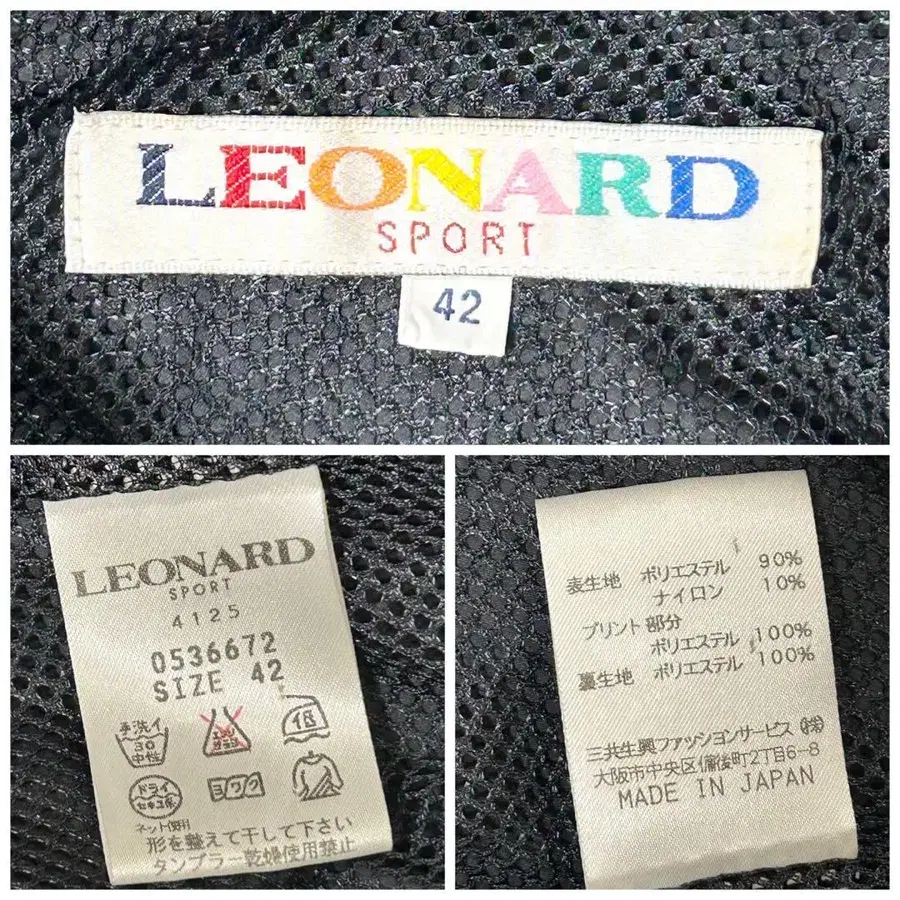 LEONARD
SPORT
42
LEONARD
SPORT
4125
0536672
SIZE 42
手洗イ
30
中性
エンソ
サラシ
低
ドライ
セキユ系
ヨワク
ネット使用
形を整えて干して下さい
タンブラー乾燥使用禁止
表生地 ポリエステル 90%
ナイロン 10%
プリント部分
ポリエステル 100%
裏生地 ポリエステル 100%
三共生興ファッションサービス(株)
大阪市中央区備後町2丁目6-8
MADE IN JAPAN